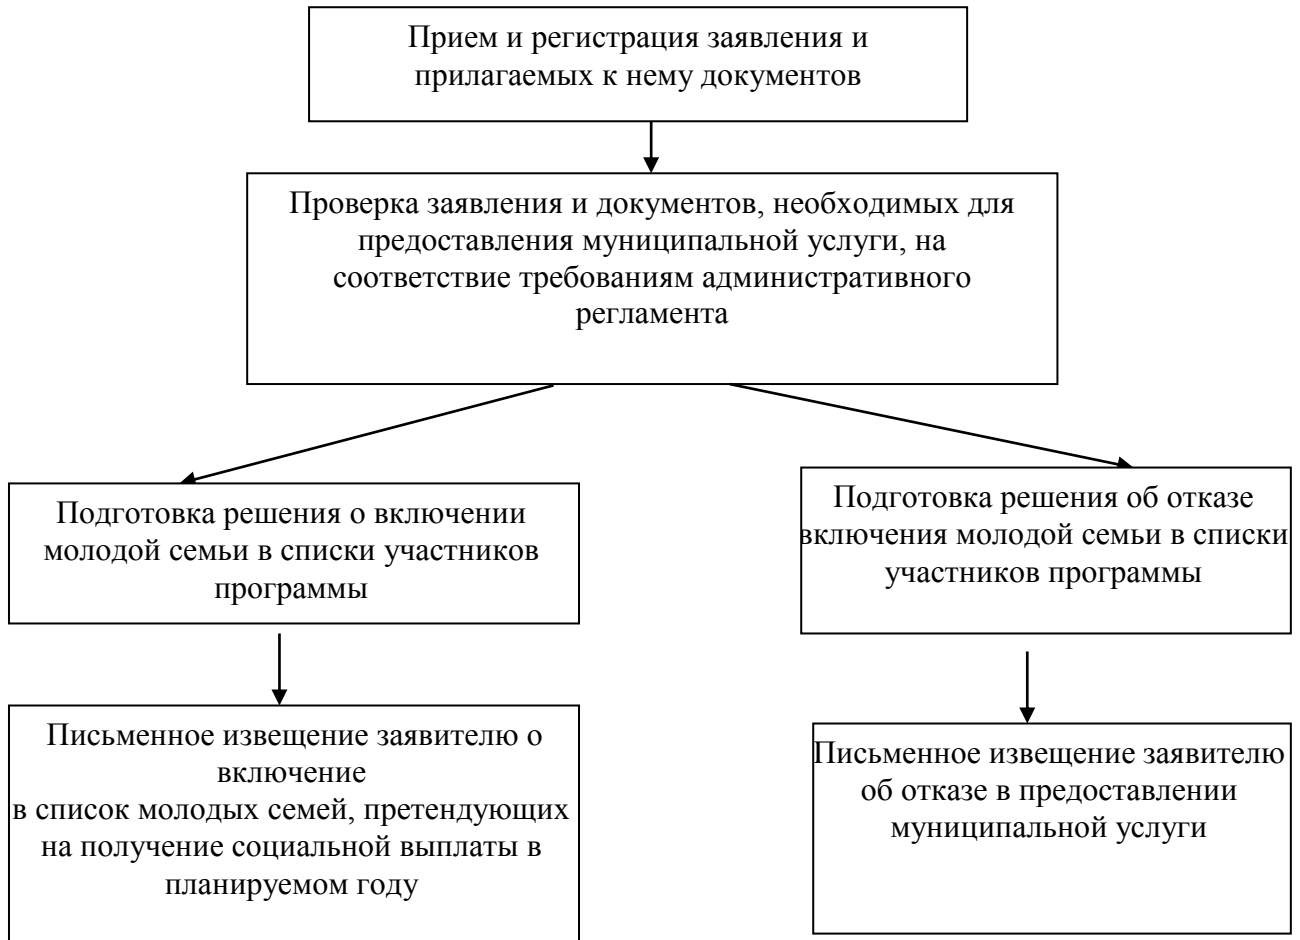 Прием и регистрация заявления и
прилагаемых к нему документов
Проверка заявления и документов, необходимых для
предоставления муниципальной услуги, на
соответствие требованиям административного
регламента
Подготовка решения о включении
молодой семьи в списки участников
программы
Подготовка решения об отказе
включения молодой семьи в списки
участников программы
Письменное извещение заявителю о
включение
в список молодых семей, претендующих
на получение социальной выплаты в
планируемом году
Письменное извещение заявителю
об отказе в предоставлении
муниципальной услуги